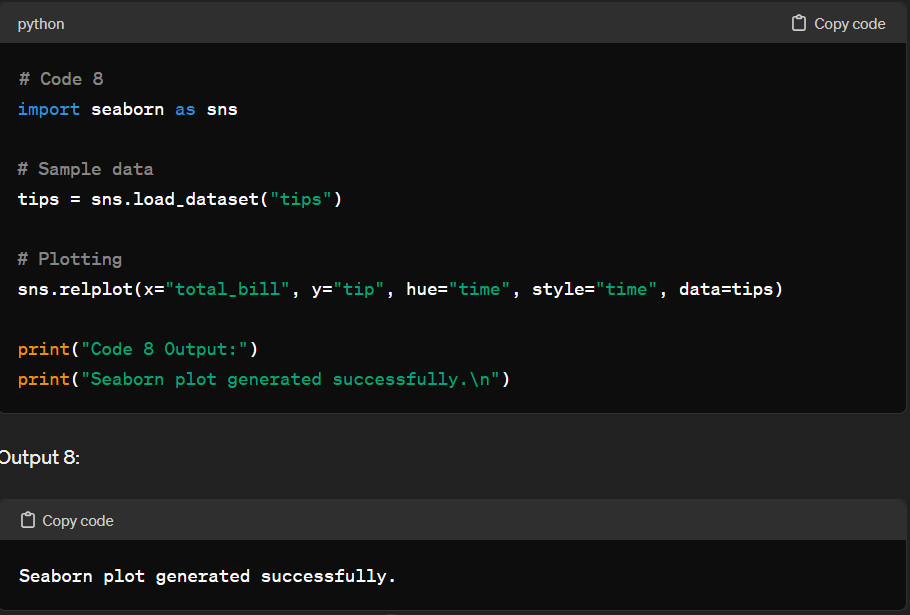 python
Copy code
# Code 8
import seaborn as sns
# Sample data
tips = sns.load_dataset("tips")
# Plotting
sns.relplot(x="total_bill", y="tip", hue="time", style="time", data=tips)
print("Code 8 Output:")
print("Seaborn plot generated successfully.\n")
Output 8:
Copy code
Seaborn plot generated successfully.